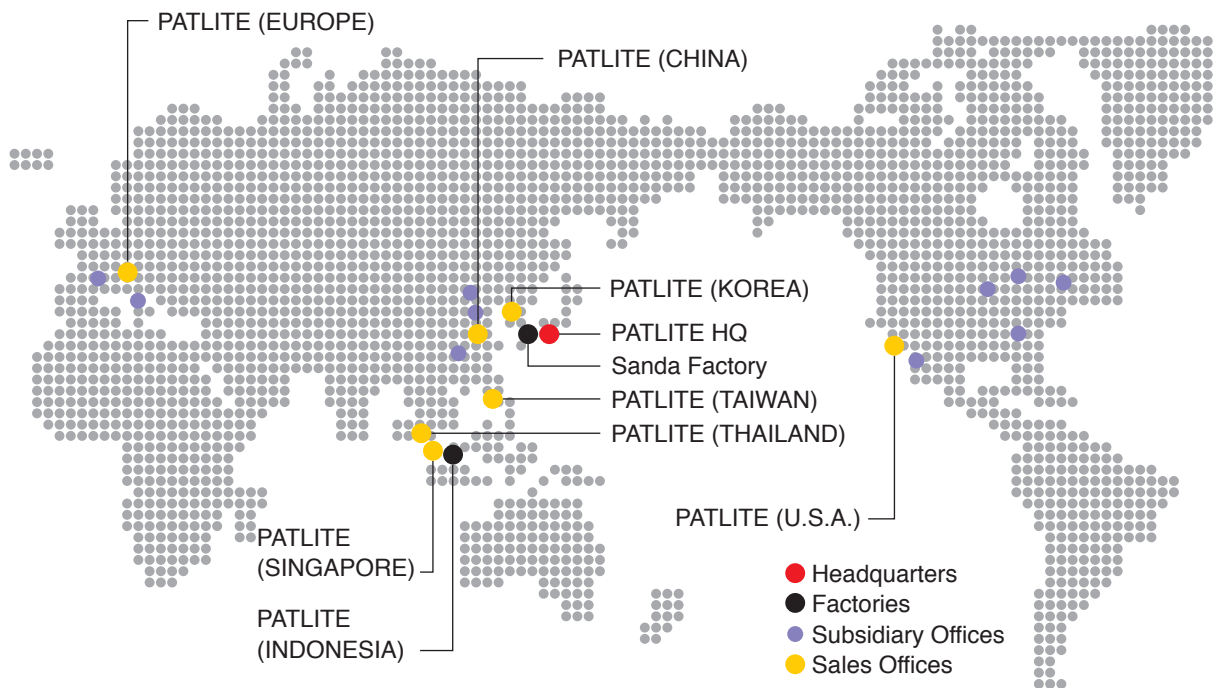 PATLITE (EUROPE)
PATLITE (CHINA)
PATLITE (KOREA)
PATLITE HQ
Sanda Factory
PATLITE (TAIWAN)
PATLITE (THAILAND)
PATLITE (U.S.A.)
PATLITE
(SINGAPORE)
PATLITE
(INDONESIA)
Headquarters
Factories
Subsidiary Offices
Sales Offices